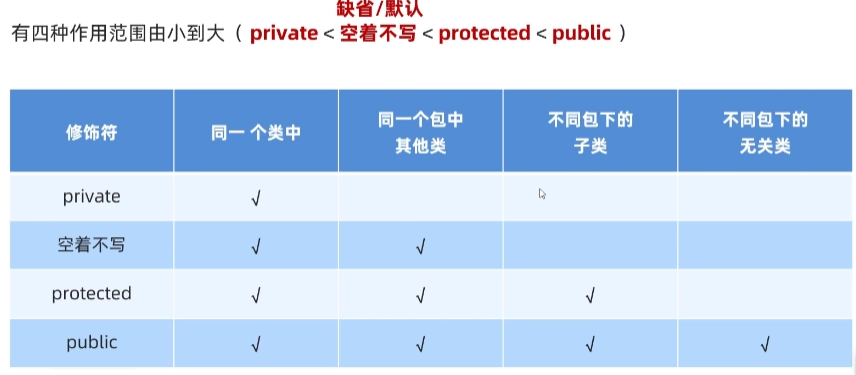 缺省/默认
有四种作用范围由小到大（ private < 空着不写 < protected < public ）
修饰符 同一 个类中 同一个包中 其他类 不同包下的 子类 不同包下的 无关类
private √
空着不写 √ √
protected √ √ √
public √ √ √ √